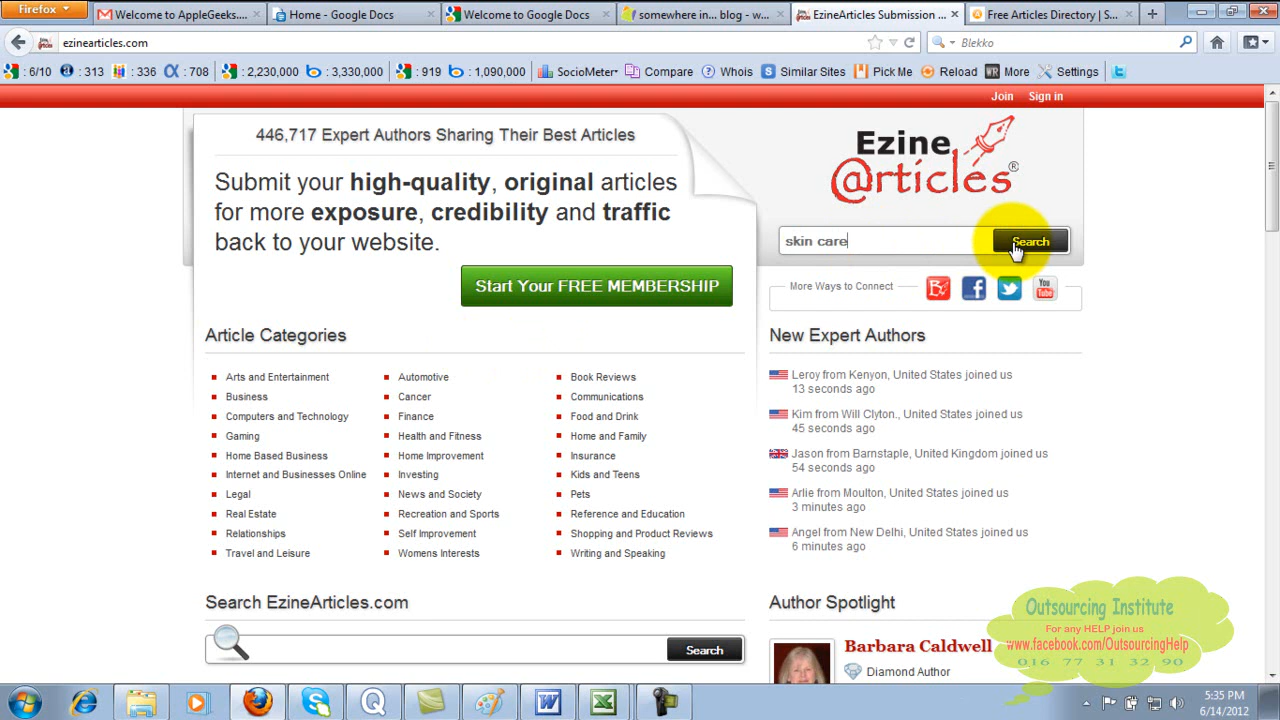 Firefox
Welcome to AppleGeeks....
Home - Google Docs
Welcome to Google Docs
somewhere in... blog - w...
EzineArticles Submission ...
Free Articles Directory | S...
ezinearticles.com
Blekko
: 6/10
: 313
: 336
: 708
: 2,230,000
: 3,330,000
: 919
: 1,090,000
SocioMeter
Compare
Whois
Similar Sites
Pick Me
Reload
More
Settings
Join
Sign in
446,717 Expert Authors Sharing Their Best Articles
Submit your high-quality, original articles
for more exposure, credibility and traffic
back to your website.
Start Your FREE MEMBERSHIP
Ezine
@rticles®
skin care
Search
More Ways to Connect
You
Tube
Article Categories
Arts and Entertainment
Automotive
Book Reviews
Business
Cancer
Communications
Computers and Technology
Finance
Food and Drink
Gaming
Health and Fitness
Home and Family
Home Based Business
Home Improvement
Insurance
Internet and Businesses Online
Investing
Kids and Teens
Legal
News and Society
Pets
Real Estate
Recreation and Sports
Reference and Education
Relationships
Self Improvement
Shopping and Product Reviews
Travel and Leisure
Womens Interests
Writing and Speaking
New Expert Authors
Leroy from Kenyon, United States joined us
13 seconds ago
Kim from Will Clyton., United States joined us
45 seconds ago
Jason from Barnstaple, United Kingdom joined us
54 seconds ago
Arlie from Moulton, United States joined us
3 minutes ago
Angel from New Delhi, United States joined us
6 minutes ago
Search EzineArticles.com
Search
Author Spotlight
Barbara Caldwell
Diamond Author
Outsourcing Institute
For any HELP join us
www.facebook.com/OutsourcingHelp
016 77 31 32 90
5:35 PM
6/14/2012